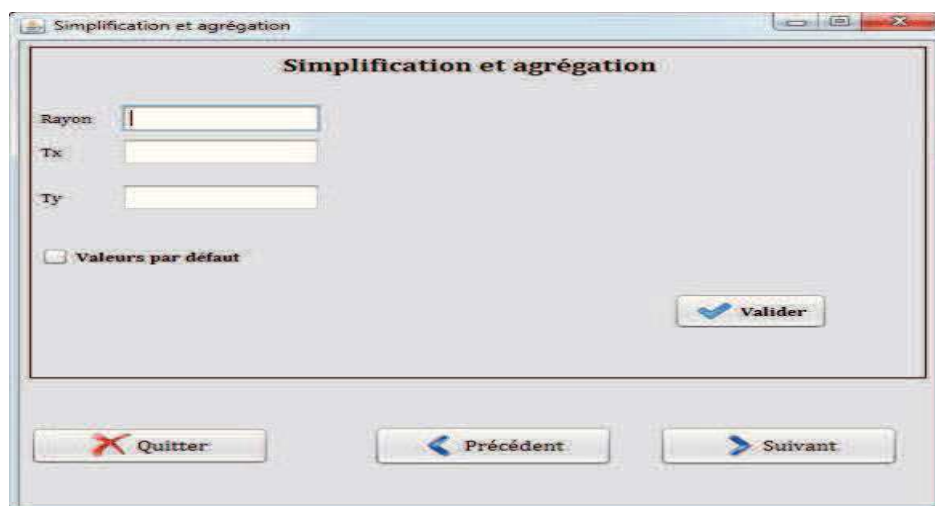 Simplification et agrégation
Simplification et agrégation
Rayon
Tx
Ty
Valeurs par défaut
Valider
Quitter
Précédent
Suivant